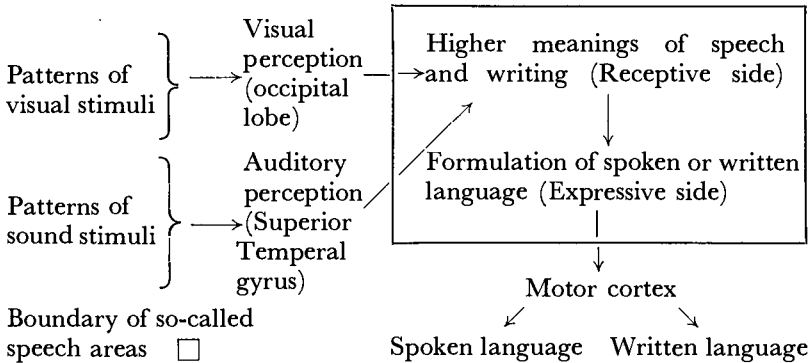 Patterns of
visual stimuli
Visual
perception
(occipital
lobe)
Higher meanings of speech
and writing (Receptive side)
Patterns of
sound stimuli
Auditory
perception
(Superior
Temporal
gyrus)
Formulation of spoken or written
language (Expressive side)
Motor cortex
Spoken language Written language
Boundary of so-called
speech areas